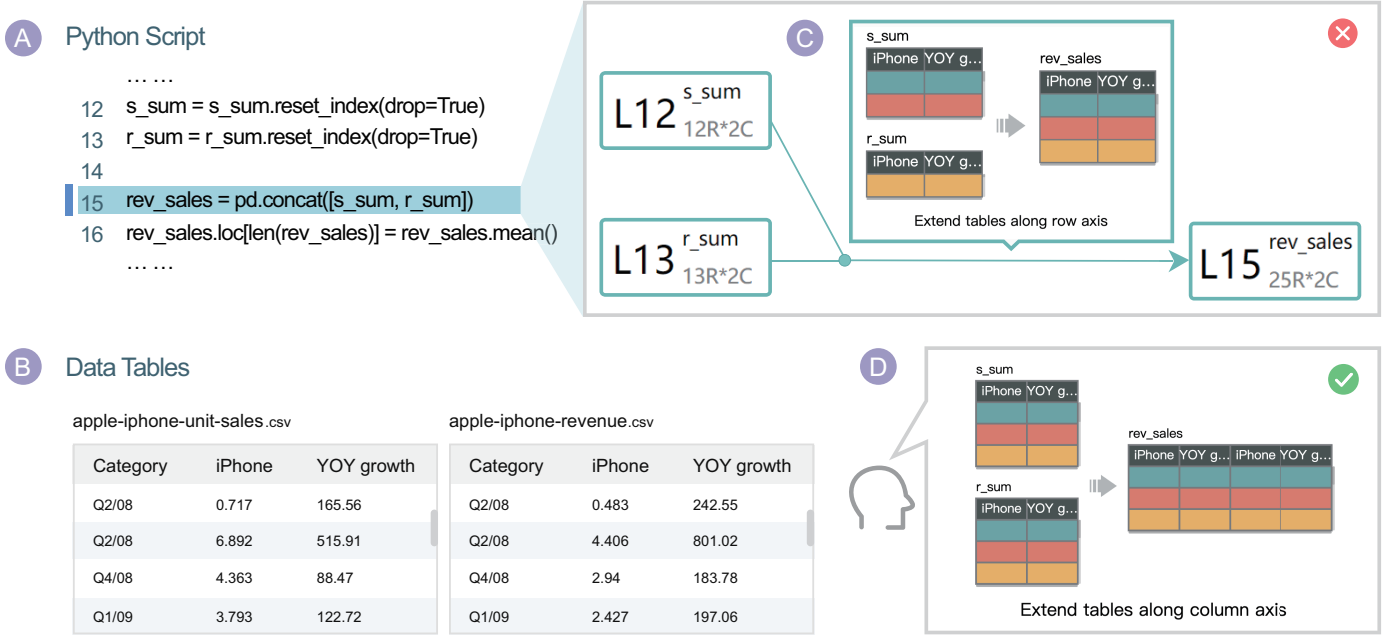 A
Python Script
... ...
12 s_sum = s_sum.reset_index(drop=True)
13 r_sum = r_sum.reset_index(drop=True)
14
15 rev_sales = pd.concat([s_sum, r_sum])
16 rev_sales.loc[len(rev_sales)] = rev_sales.mean()
... ...
C
L12 s_sum
12R*2C
L13 r_sum
13R*2C
s_sum
iPhone YOY g...
r_sum
iPhone YOY g...
rev_sales
iPhone YOY g...
Extend tables along row axis
L15 rev_sales
25R*2C
B
Data Tables
apple-iphone-unit-sales.csv
Category iPhone YOY growth
Q2/08 0.717 165.56
Q2/08 6.892 515.91
Q4/08 4.363 88.47
Q1/09 3.793 122.72
apple-iphone-revenue.csv
Category iPhone YOY growth
Q2/08 0.483 242.55
Q2/08 4.406 801.02
Q4/08 2.94 183.78
Q1/09 2.427 197.06
D
s_sum
iPhone YOY g...
r_sum
iPhone YOY g...
rev_sales
iPhone YOY g... iPhone YOY g...
Extend tables along column axis